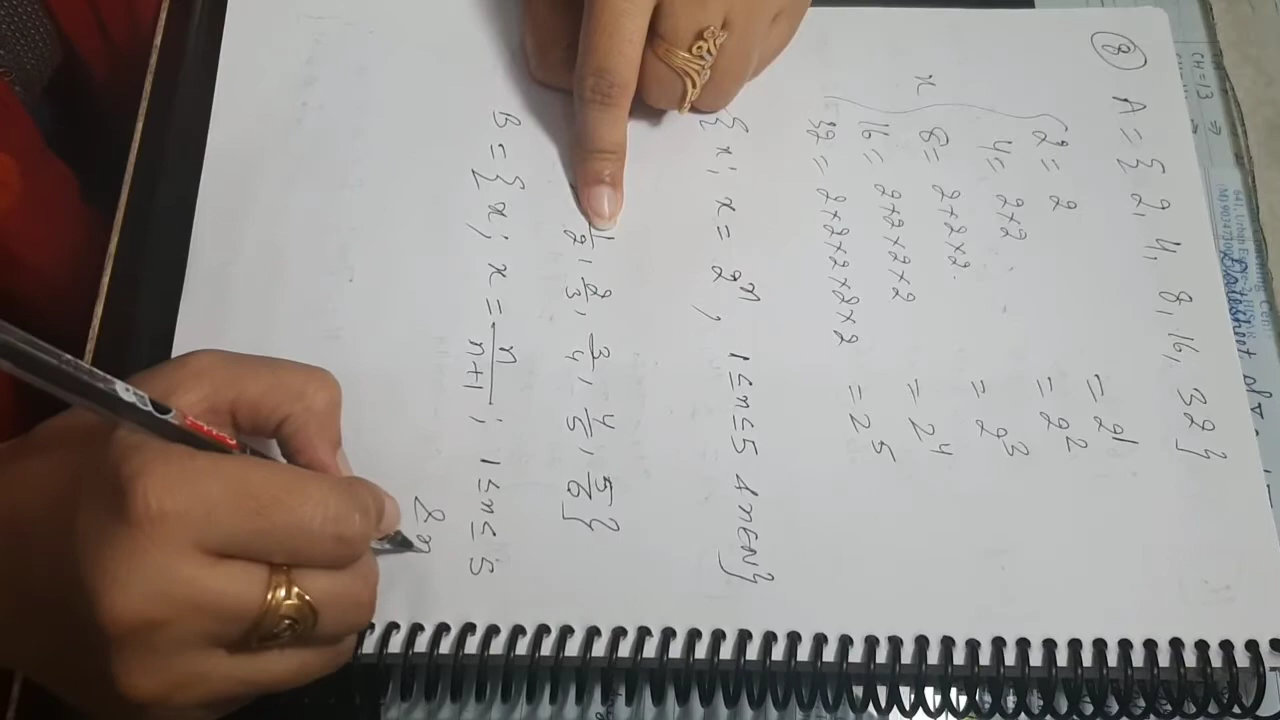 ⑧ A = { 2, 4, 8, 16, 32 }
2 = 2 = 2¹
4 = 2×2 = 2²
x 8 = 2×2×2. = 2³
16 = 2×2×2×2 = 2⁴
32 = 2×2×2×2×2 = 2⁵
{ x ; x = 2ⁿ, 1≤n≤5 & n∈N}
1/2, 2/3, 3/4, 4/5, 5/6 }
B = { x ; x = n/n+1 ; 1≤n≤5
& n
CH=13 →